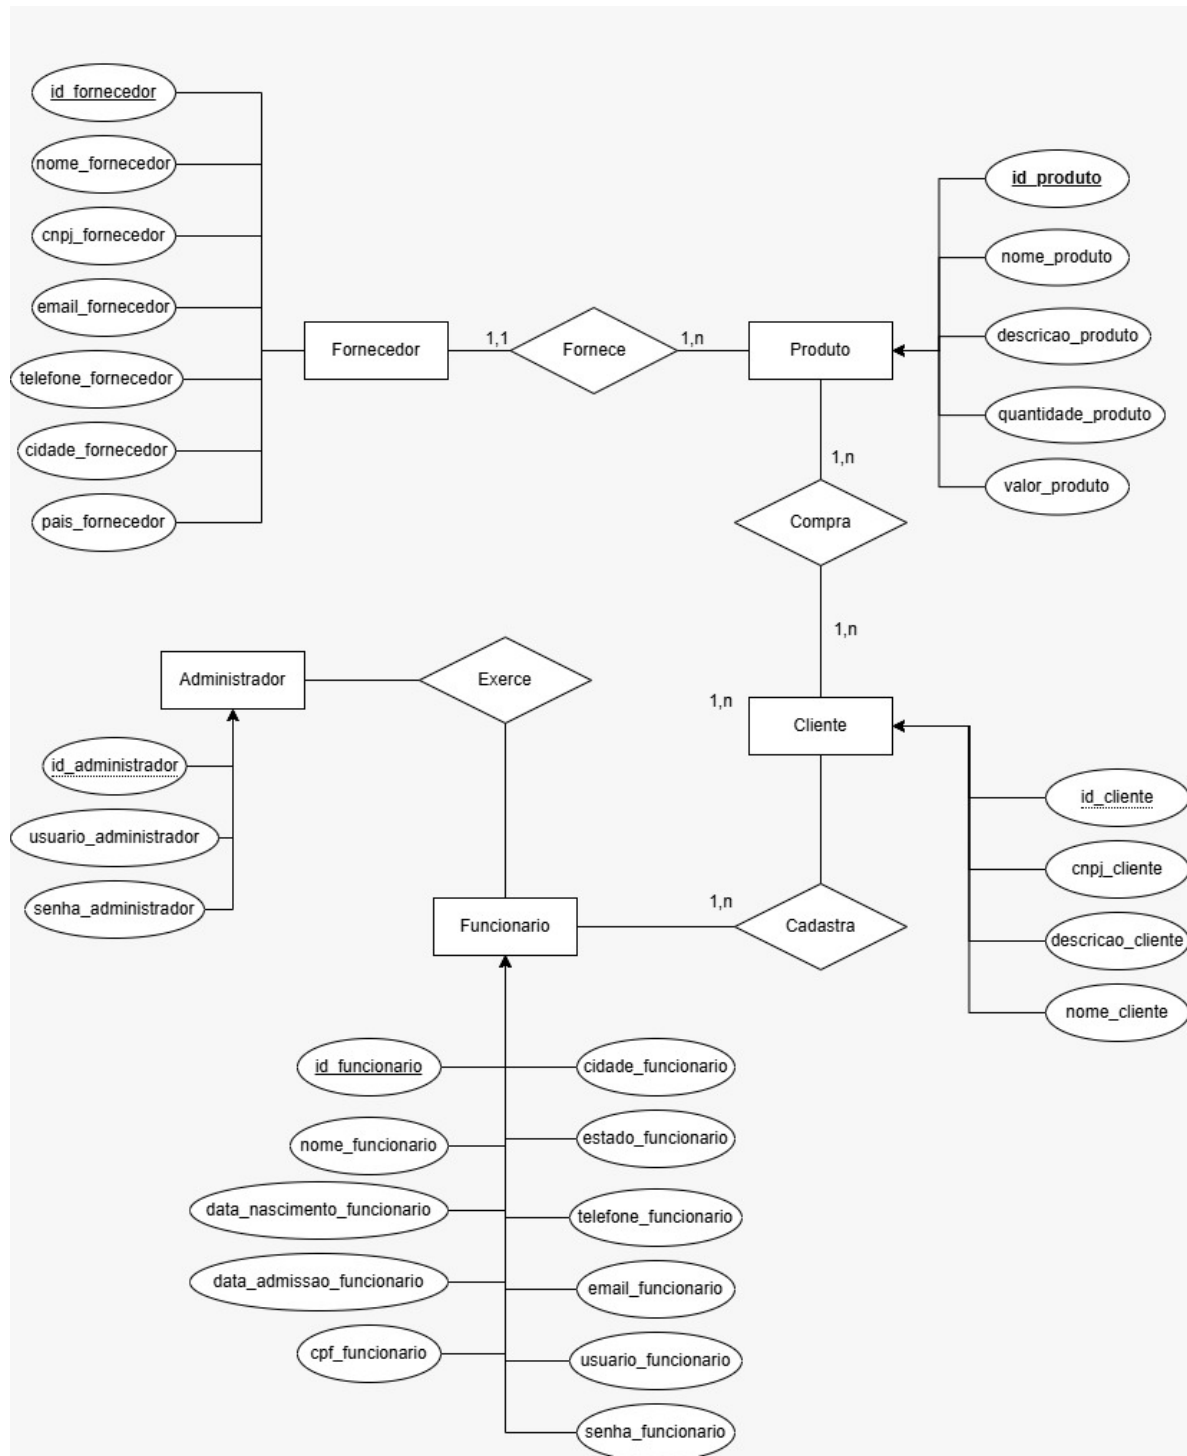 id_fornecedor
nome_fornecedor
cnpj_fornecedor
email_fornecedor
telefone_fornecedor
cidade_fornecedor
pais_fornecedor
Fornecedor
1,1
Fornece
1,n
Produto
id_produto
nome_produto
descricao_produto
quantidade_produto
valor_produto
1,n
Compra
1,n
Administrador
Exerce
1,n
Cliente
id_administrador
usuario_administrador
senha_administrador
id_cliente
cnpj_cliente
descricao_cliente
nome_cliente
Funcionario
1,n
Cadastra
id_funcionario
cidade_funcionario
nome_funcionario
estado_funcionario
data_nascimento_funcionario
telefone_funcionario
data_admissao_funcionario
email_funcionario
cpf_funcionario
usuario_funcionario
senha_funcionario